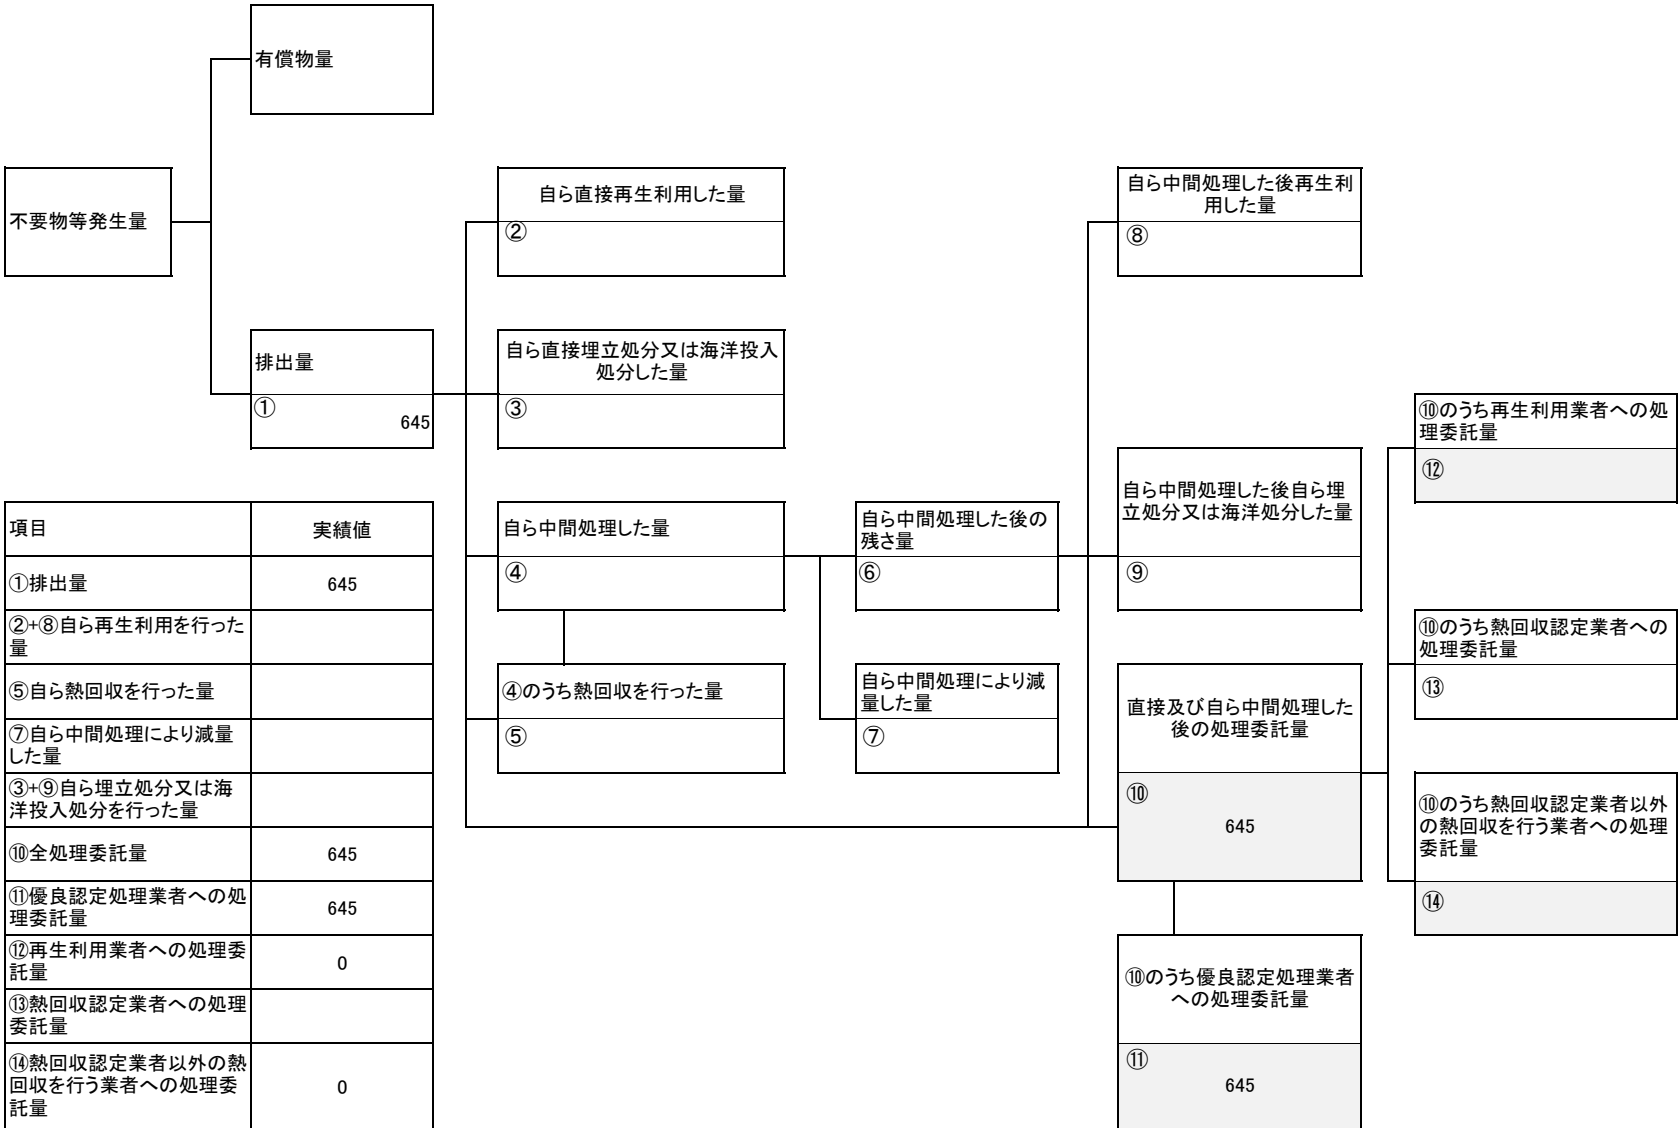 有償物量
不要物等発生量
自ら直接再生利用した量
②
自ら中間処理した後再生利
用した量
⑧
排出量
①
645
自ら直接埋立処分又は海洋投入
処分した量
③
⑩のうち再生利用業者への処
理委託量
⑫
自ら中間処理した量
④
自ら中間処理した後の
残さ量
⑥
自ら中間処理した後自ら埋
立処分又は海洋処分した量
⑨
⑩のうち熱回収認定業者への
処理委託量
⑬
④のうち熱回収を行った量
⑤
自ら中間処理により減
量した量
⑦
直接及び自ら中間処理した
後の処理委託量
⑩
645
⑩のうち熱回収認定業者以外
の熱回収を行う業者への処理
委託量
⑭
⑩のうち優良認定処理業者
への処理委託量
⑪
645
項目
実績値
①排出量
645
②+⑧自ら再生利用を行った
量
⑤自ら熱回収を行った量
⑦自ら中間処理により減量
した量
③+⑨自ら埋立処分又は海
洋投入処分を行った量
⑩全処理委託量
645
⑪優良認定処理業者への処
理委託量
645
⑫再生利用業者への処理委
託量
0
⑬熱回収認定業者への処理
委託量
⑭熱回収認定業者以外の熱
回収を行う業者への処理委
託量
0